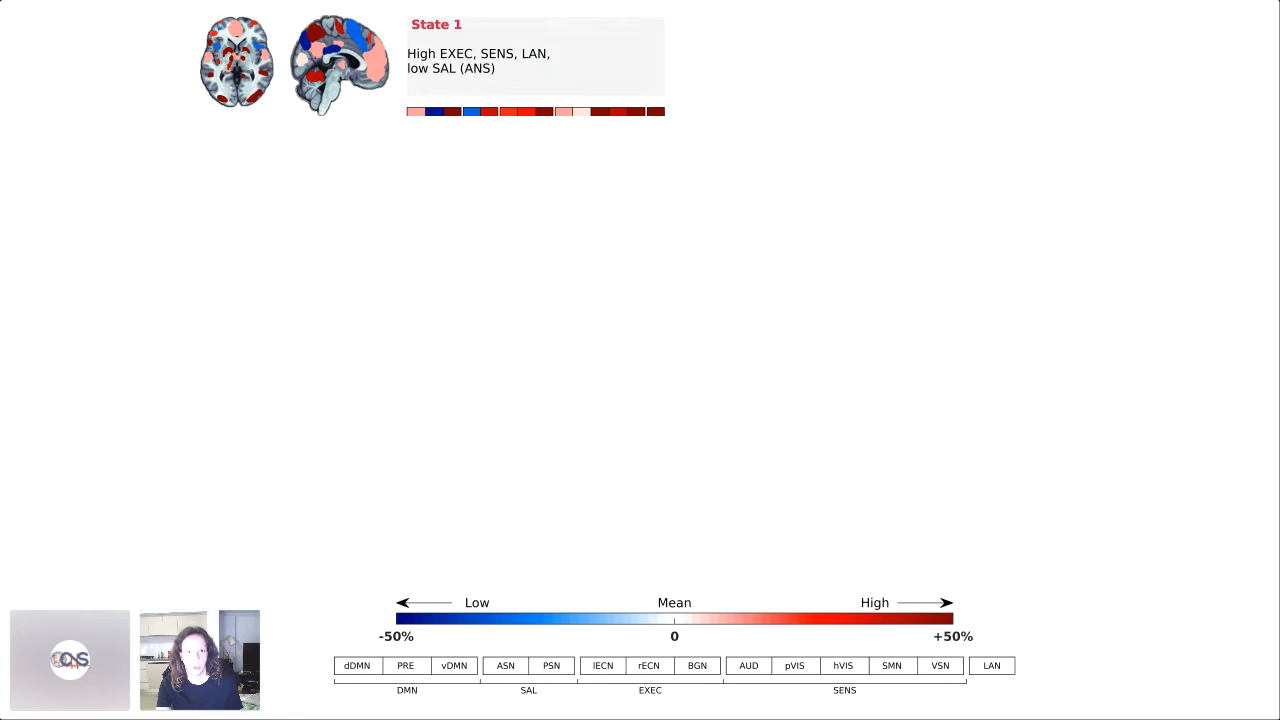 State 1
High EXEC, SENS, LAN,
low SAL (ANS)
Low Mean High
-50% 0 +50%
dDMN PRE vDMN ASN PSN lECN rECN BGN AUD pVIS hVIS SMN VSN LAN
DMN SAL EXEC SENS